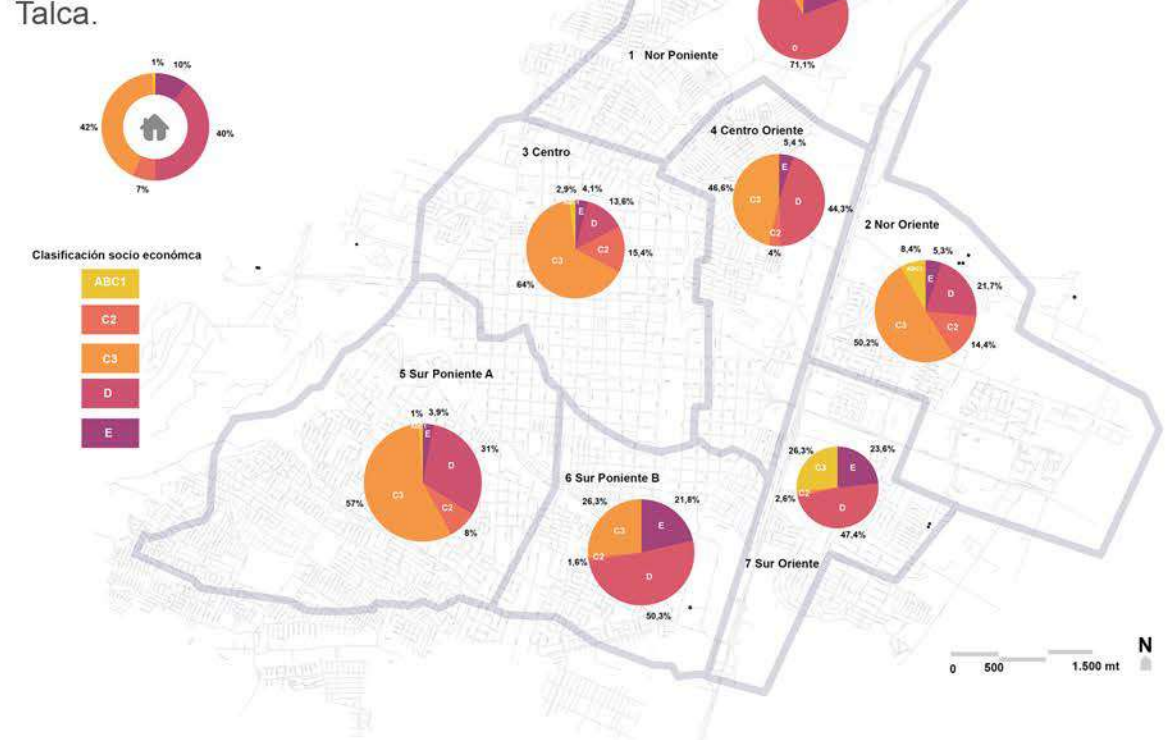 Talca.
1% 10%
42%
40%
7%
Clasificación socio económca
ABC1
C2
C3
D
E
D
71,1%
1 Nor Poniente
4 Centro Oriente
5,4 %
E
46,6%
C3
D
44,3%
C2
4%
3 Centro
2,9% 4,1%
13,6%
E
D
C2
15,4%
C3
64%
2 Nor Oriente
8,4% 5,3%
ABC1
E
21,7%
D
C3
C2
50,2%
14,4%
5 Sur Poniente A
1% 3,9%
E
31%
D
C3
57%
C2
8%
6 Sur Poniente B
26,3%
21,8%
C3
E
C2
1,6%
D
50,3%
26,3%
23,6%
C3
E
2,6%
C2
D
47,4%
7 Sur Oriente
N
0 500 1.500 mt